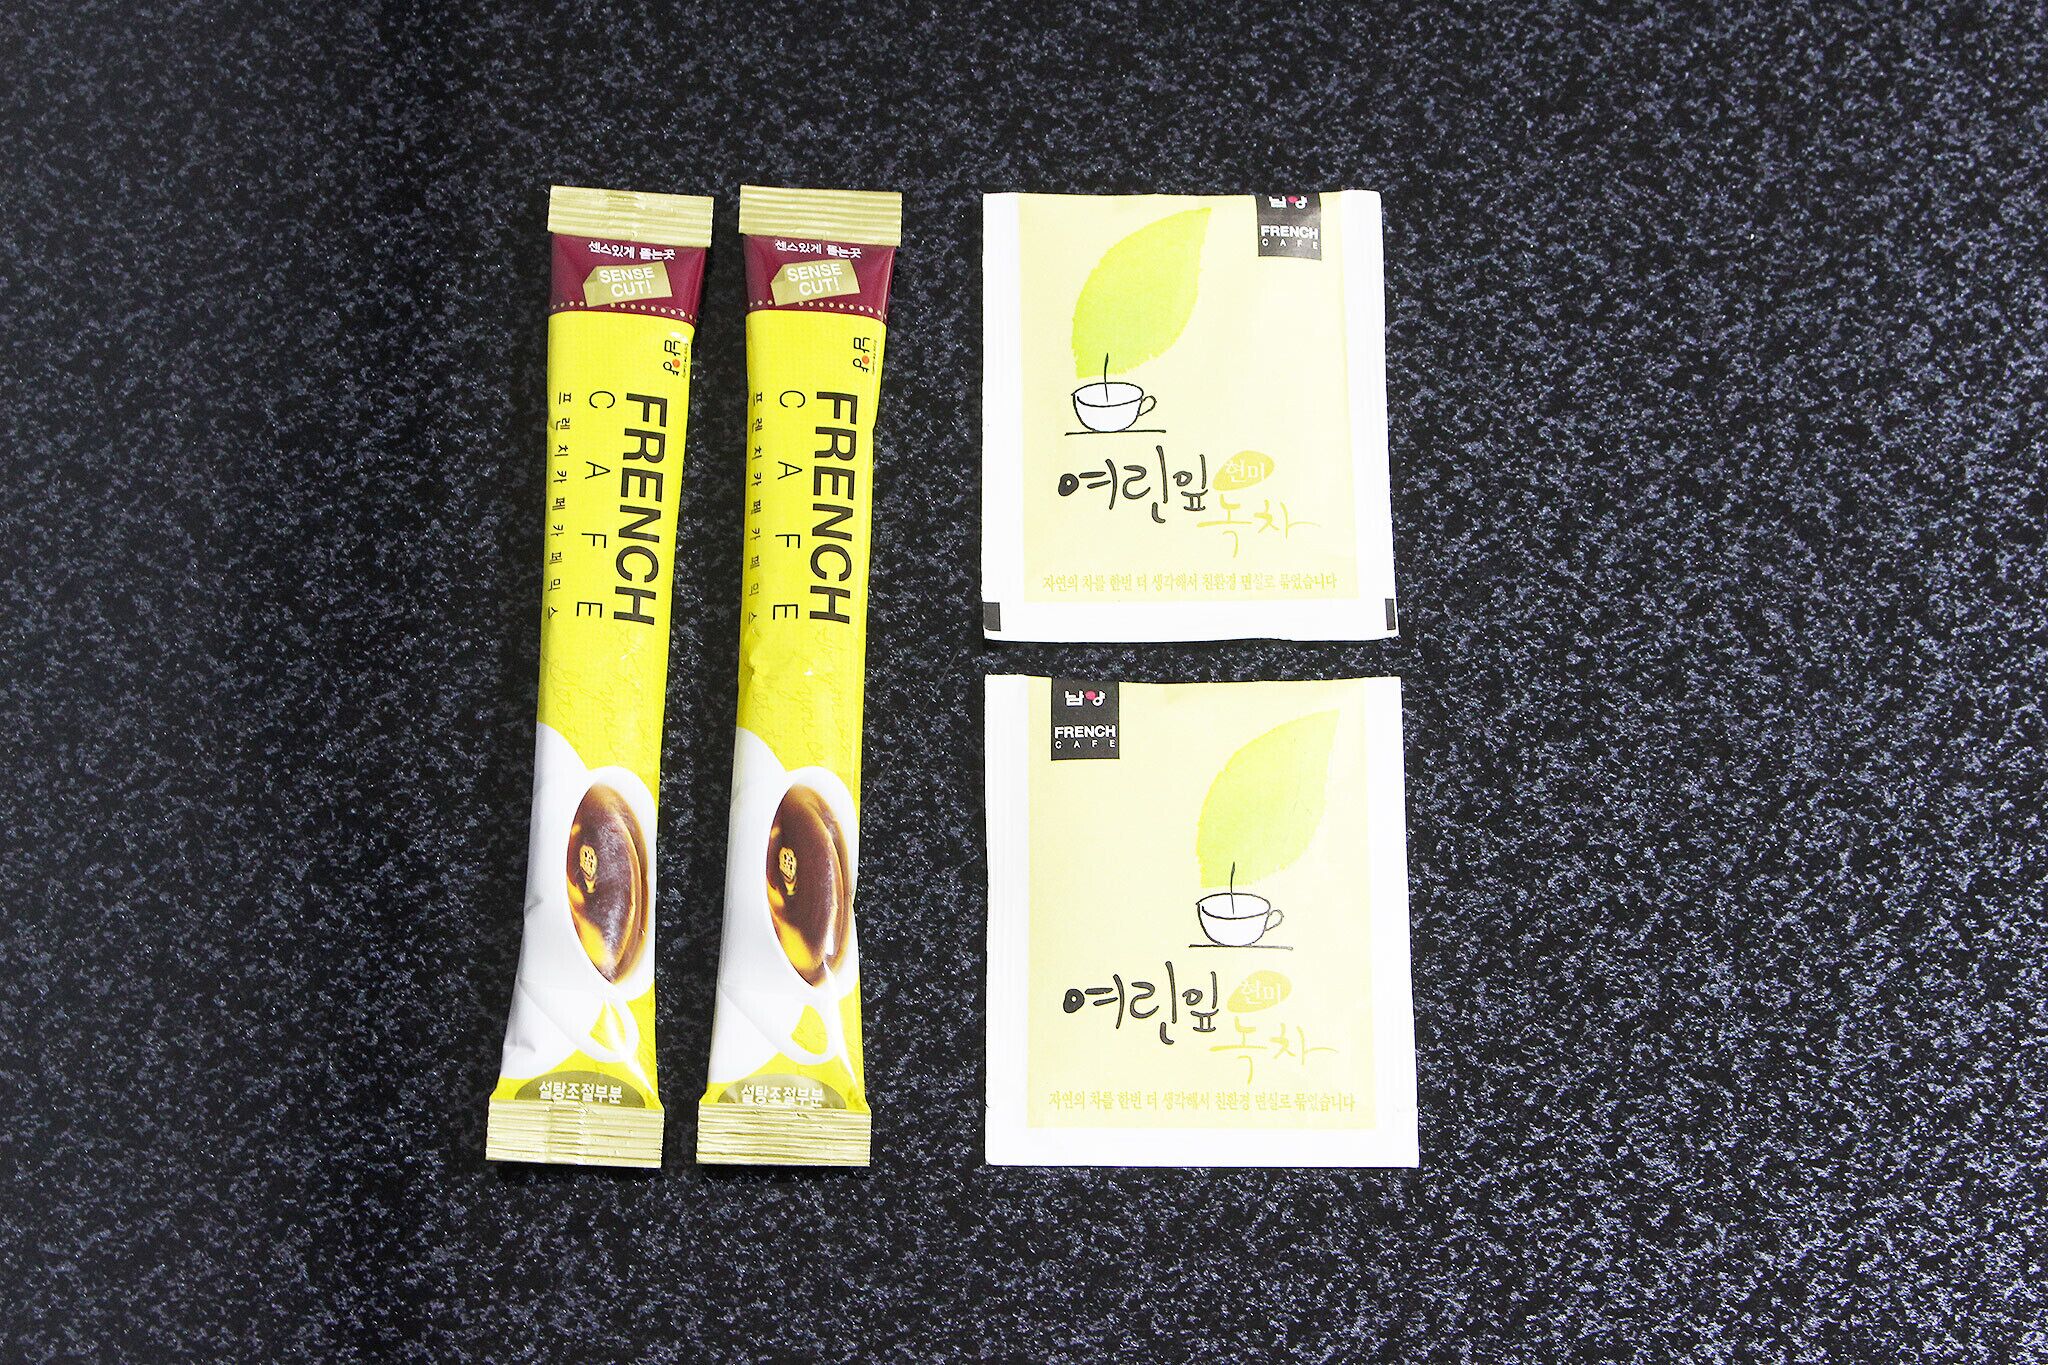 센스있게 뜯는곳
SENSE
CUT!
남양
FRENCH
CAFE
프렌치카페카페믹스
설탕조절부분
센스있게 뜯는곳
SENSE
CUT!
남양
FRENCH
CAFE
프렌치카페카페믹스
설탕조절부분
남양
FRENCH
CAFE
여린잎 현미
녹차
자연의 차를 한번 더 생각해서 친환경 면실로 묶었습니다
남양
FRENCH
CAFE
여린잎 현미
녹차
자연의 차를 한번 더 생각해서 친환경 면실로 묶었습니다